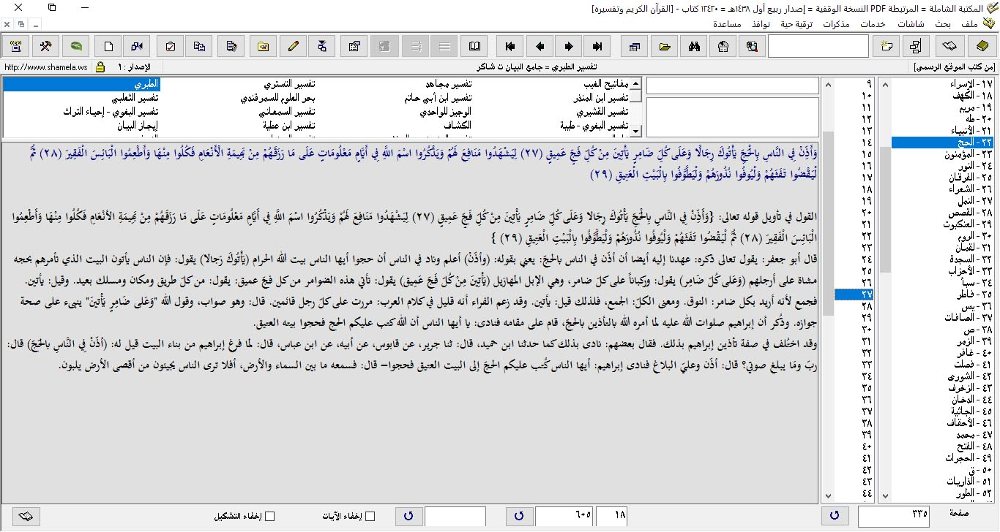 المكتبة الشاملة = المرتبطة PDF النسخة الوقفية = إصدار ربيع أول ١٤٣٨هـ = ١٢٤٢٠ كتاب - [القرآن الكريم وتفسيره]
ملف بحث شاشات خدمات مذكرات ترقية حية نوافذ مساعدة
[من كتب الموقع الرسمي] تفسير الطبري = جامع البيان ت شاكر الإصدار : ١ http://www.shamela.ws
مفاتيح الغيب تفسير مجاهد تفسير التستري الطبري
تفسير ابن المنذر تفسير ابن أبي حاتم بحر العلوم للسمرقندي تفسير الثعلبي
تفسير القشيري الوجيز للواحدي تفسير السمعاني تفسير البغوي - إحياء التراث
تفسير البغوي - طيبة الكشاف تفسير ابن عطية إيجاز البيان
وَأَذِّنْ فِي النَّاسِ بِالْحَجِّ يَأْتُوكَ رِجَالًا وَعَلَى كُلِّ ضَامِرٍ يَأْتِينَ مِنْ كُلِّ فَجٍّ عَمِيقٍ (٢٧) لِيَشْهَدُوا مَنَافِعَ لَهُمْ وَيَذْكُرُوا اسْمَ اللَّهِ فِي أَيَّامٍ مَعْلُومَاتٍ عَلَى مَا رَزَقَهُمْ مِنْ بَهِيمَةِ الْأَنْعَامِ فَكُلُوا مِنْهَا وَأَطْعِمُوا الْبَائِسَ الْفَقِيرَ (٢٨) ثُمَّ
لْيَقْضُوا تَفَثَهُمْ وَلْيُوفُوا نُذُورَهُمْ وَلْيَطَّوَّفُوا بِالْبَيْتِ الْعَتِيقِ (٢٩)
القول في تأويل قوله تعالى: {وَأَذِّنْ فِي النَّاسِ بِالْحَجِّ يَأْتُوكَ رِجَالا وَعَلَى كُلِّ ضَامِرٍ يَأْتِينَ مِنْ كُلِّ فَجٍّ عَمِيقٍ (٢٧) لِيَشْهَدُوا مَنَافِعَ لَهُمْ وَيَذْكُرُوا اسْمَ اللَّهِ فِي أَيَّامٍ مَعْلُومَاتٍ عَلَى مَا رَزَقَهُمْ مِنْ بَهِيمَةِ الأنْعَامِ فَكُلُوا مِنْهَا وَأَطْعِمُوا
الْبَائِسَ الْفَقِيرَ (٢٨) ثُمَّ لْيَقْضُوا تَفَثَهُمْ وَلْيُوفُوا نُذُورَهُمْ وَلْيَطَّوَّفُوا بِالْبَيْتِ الْعَتِيقِ (٢٩) }
قال أبو جعفر: يقول تعالى ذكره: عهدنا إليه أيضا أن أذّن في الناس بالحجّ: يعني بقوله: (وأذّنْ) أعلم وناد في الناس أن حجوا أيها الناس بيت الله الحرام (يَأْتُوكَ رَجالا) يقول: فإن الناس يأتون البيت الذي تأمرهم بحجه
مشاة على أرجلهم (وَعَلى كُلّ ضَامِرٍ) يقول: وركباناً على كلّ ضامر، وهي الإبل المهازيل (يَأْتِينَ مِنْ كُلّ فَجّ عَمِيق) يقول: تأتي هذه الضوامر من كل فجّ عميق: يقول: من كلّ طريق ومكان ومسلك بعيد. وقيل: يأتين.
فجمع لأنه أريد بكل ضامر: النوق. ومعنى الكلّ: الجمع، فلذلك قيل: يأتين. وقد زعم الفراء أنه قليل في كلام العرب: مررت على كلّ رجل قائمين. قال: وهو صواب، وقول الله "وَعَلى ضَامِرٍ يَأْتِينَ" ينبىء على صحة
جوازه. وذُكر أن إبراهيم صلوات الله عليه لما أمره الله بالتأذين بالحجّ، قام على مقامه فنادى: يا أيها الناس أن الله كتب عليكم الحج فحجوا بيته العتيق.
وقد اختُلف في صفة تأذين إبراهيم بذلك. فقال بعضهم: نادى بذلك كما حدثنا ابن حميد، قال: ثنا جرير، عن قابوس، عن أبيه، عن ابن عباس، قال: لما فرغ إبراهيم من بناء البيت قيل له: (أذّنْ فِي النَّاسِ بالحَجّ) قال:
ربّ ومَا يبلغ صوتي؟ قال: أذّن وعليّ البلاغ فنادى إبراهيم: أيها الناس كُتب عليكم الحجّ إلى البيت العتيق فحجوا– قال: فسمعه ما بين السماء والأرض، أفلا ترى الناس يجيئون من أقصى الأرض يلبون.
٩
١٠
١١
١٢
١٣
١٤
١٥
١٦
١٧
١٨
١٩
٢٠
٢١
٢٢
٢٣
٢٤
٢٥
٢٦
٢٧
٢٨
٢٩
٣٠
٣١
٣٢
٣٣
٣٤
٣٥
٣٦
٣٧
٣٨
٣٩
٤٠
٤١
٤٢
٤٣
٤٤
١٧ - الإسراء
١٨ - الكهف
١٩ - مريم
٢٠ - طه
٢١ - الأنبياء
٢٢ - الحج
٢٣ - المؤمنون
٢٤ - النور
٢٥ - الفرقان
٢٦ - الشعراء
٢٧ - النمل
٢٨ - القصص
٢٩ - العنكبوت
٣٠ - الروم
٣١ - لقمان
٣٢ - السجدة
٣٣ - الأحزاب
٣٤ - سبأ
٣٥ - فاطر
٣٦ - يس
٣٧ - الصافات
٣٨ - ص
٣٩ - الزمر
٤٠ - غافر
٤١ - فصلت
٤٢ - الشورى
٤٣ - الزخرف
٤٤ - الدخان
٤٥ - الجاثية
٤٦ - الأحقاف
٤٧ - محمد
٤٨ - الفتح
٤٩ - الحجرات
٥٠ - ق
٥١ - الذاريات
٥٢ - الطور
صفحة ٣٣٥ ١٨ ٦٠٥ إخفاء الآيات إخفاء التشكيل